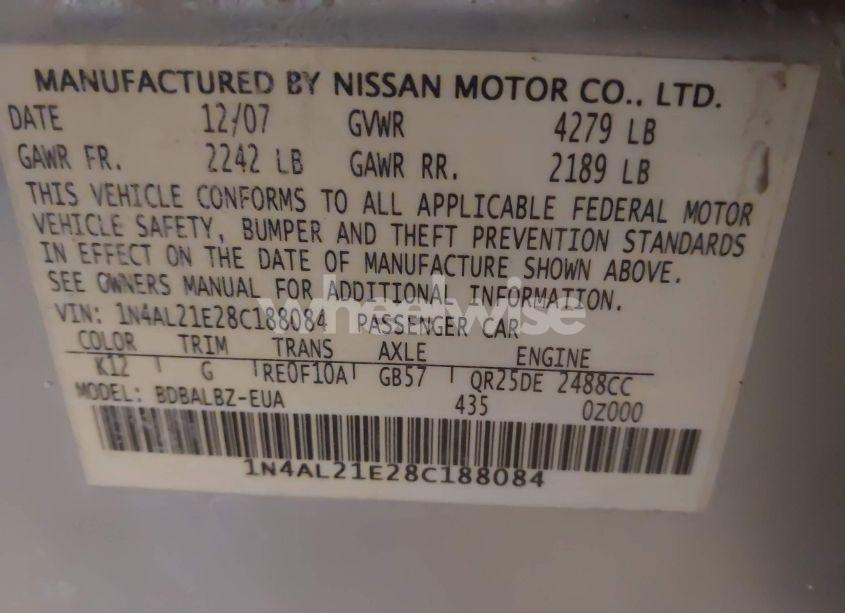 MANUFACTURED BY NISSAN MOTOR CO., LTD.
DATE 12/07 GVWR 4279 LB
GAWR FR. 2242 LB GAWR RR. 2189 LB
THIS VEHICLE CONFORMS TO ALL APPLICABLE FEDERAL MOTOR
VEHICLE SAFETY, BUMPER AND THEFT PREVENTION STANDARDS
IN EFFECT ON THE DATE OF MANUFACTURE SHOWN ABOVE.
SEE OWNERS MANUAL FOR ADDITIONAL INFORMATION.
wheelwise
VIN: 1N4AL21E28C188084 PASSENGER CAR
COLOR TRIM TRANS AXLE ENGINE
K12 G RE0F10A GB57 QR25DE 2488CC
MODEL: BDBALBZ-EUA 435 0Z000
1N4AL21E28C188084